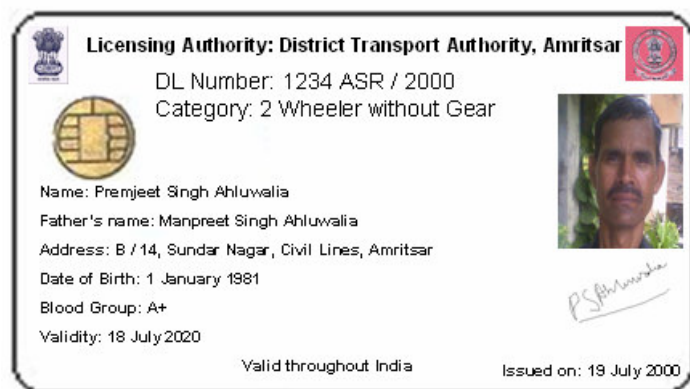 Licensing Authority: District Transport Authority, Amritsar
DL Number: 1234 ASR / 2000
Category: 2 Wheeler without Gear
Name: Premjeet Singh Ahluwalia
Father's name: Manpreet Singh Ahluwalia
Address: B / 14, Sundar Nagar, Civil Lines, Amritsar
Date of Birth: 1 January 1981
Blood Group: A+
PSAhluwalia
Validity: 18 July 2020
Valid throughout India
Issued on: 19 July 2000